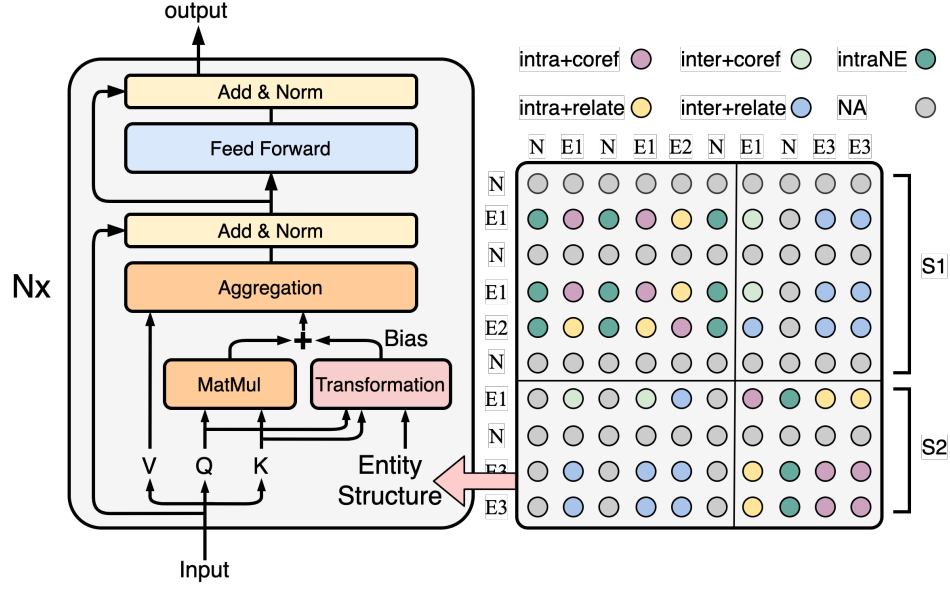 output
Add & Norm
Feed Forward
Add & Norm
Nx
Aggregation
Bias
+
MatMul
Transformation
V Q K
Entity
Structure
Input
intra+coref inter+coref intraNE
intra+relate inter+relate NA
N E1 N E1 E2 N E1 N E3 E3
N
E1
N
E1
E2
N
E1
N
E3
E3
S1
S2